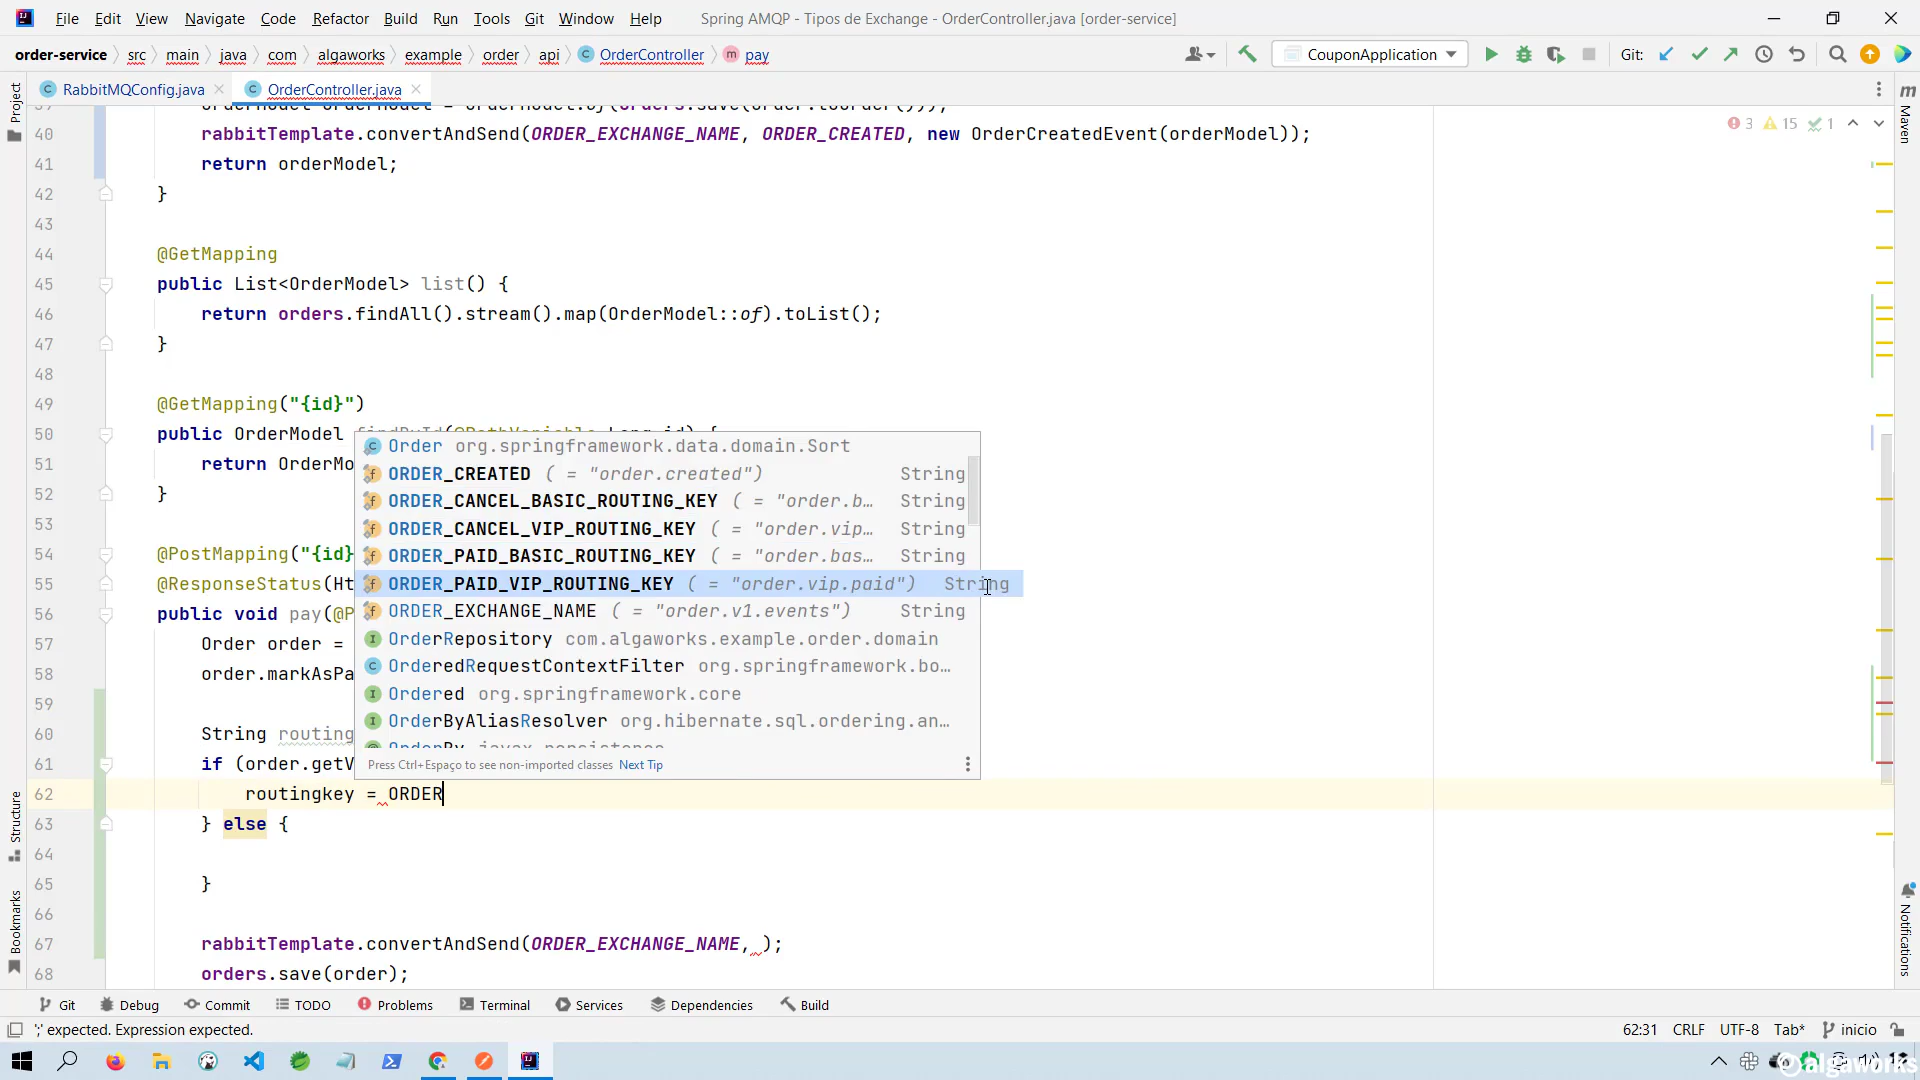 File Edit View Navigate Code Refactor Build Run Tools Git Window Help Spring AMQP - Tipos de Exchange - OrderController.java [order-service]
order-service src main java com algaworks example order api OrderController pay CouponApplication Git:
RabbitMQConfig.java OrderController.java
Project
Maven
3 15 1
40 rabbitTemplate.convertAndSend(ORDER_EXCHANGE_NAME, ORDER_CREATED, new OrderCreatedEvent(orderModel));
41 return orderModel;
42 }
43
44 @GetMapping
45 public List<OrderModel> list() {
46 return orders.findAll().stream().map(OrderModel::of).toList();
47 }
48
49 @GetMapping("{id}")
50 public OrderModel
51 return OrderMo
52 }
53
54 @PostMapping("{id}
55 @ResponseStatus(Ht
56 public void pay(@P
57 Order order =
58 order.markAsPa
59
60 String routing
61 if (order.getV
62 routingkey = ORDER
63 } else {
64
65 }
66
67 rabbitTemplate.convertAndSend(ORDER_EXCHANGE_NAME, );
68 orders.save(order);
Order org.springframework.data.domain.Sort
ORDER_CREATED ( = "order.created") String
ORDER_CANCEL_BASIC_ROUTING_KEY ( = "order.b… String
ORDER_CANCEL_VIP_ROUTING_KEY ( = "order.vip… String
ORDER_PAID_BASIC_ROUTING_KEY ( = "order.bas… String
ORDER_PAID_VIP_ROUTING_KEY ( = "order.vip.paid") String
ORDER_EXCHANGE_NAME ( = "order.v1.events") String
OrderRepository com.algaworks.example.order.domain
OrderedRequestContextFilter org.springframework.bo…
Ordered org.springframework.core
OrderByAliasResolver org.hibernate.sql.ordering.an…
Press Ctrl+Espaço to see non-imported classes Next Tip
Structure
Bookmarks
Notifications
Git Debug Commit TODO Problems Terminal Services Dependencies Build
';' expected. Expression expected. 62:31 CRLF UTF-8 Tab* inicio
algaworks